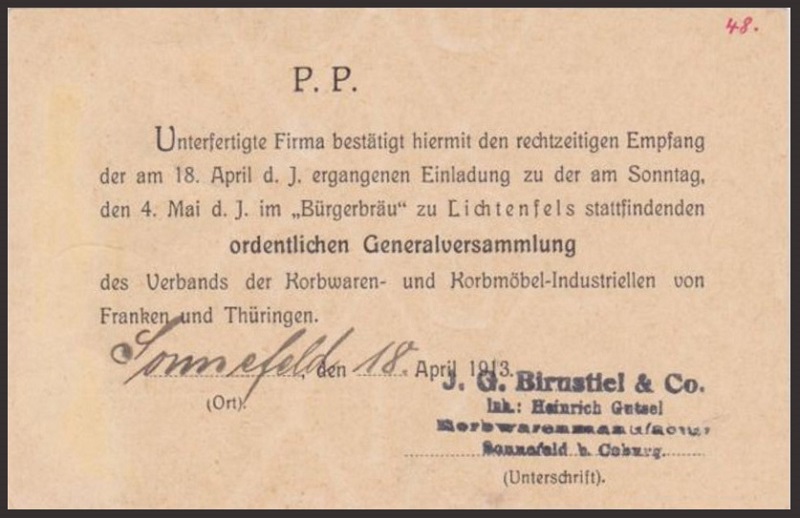 48.
P. P.
Unterfertigte Firma bestätigt hiermit den rechtzeitigen Empfang
der am 18. April d. J. ergangenen Einladung zu der am Sonntag,
den 4. Mai d. J. im „Bürgerbräu“ zu Lichtenfels stattfindenden
ordentlichen Generalversammlung
des Verbands der Korbwaren- und Korbmöbel-Industriellen von
Franken und Thüringen.
Sonnefeld, den 18. April 1913.
(Ort).
J. G. Birnstiel & Co.
Inh.: Heinrich Gutsel
Korbwarenmanufactur
Sonnefeld b. Coburg.
(Unterschrift).